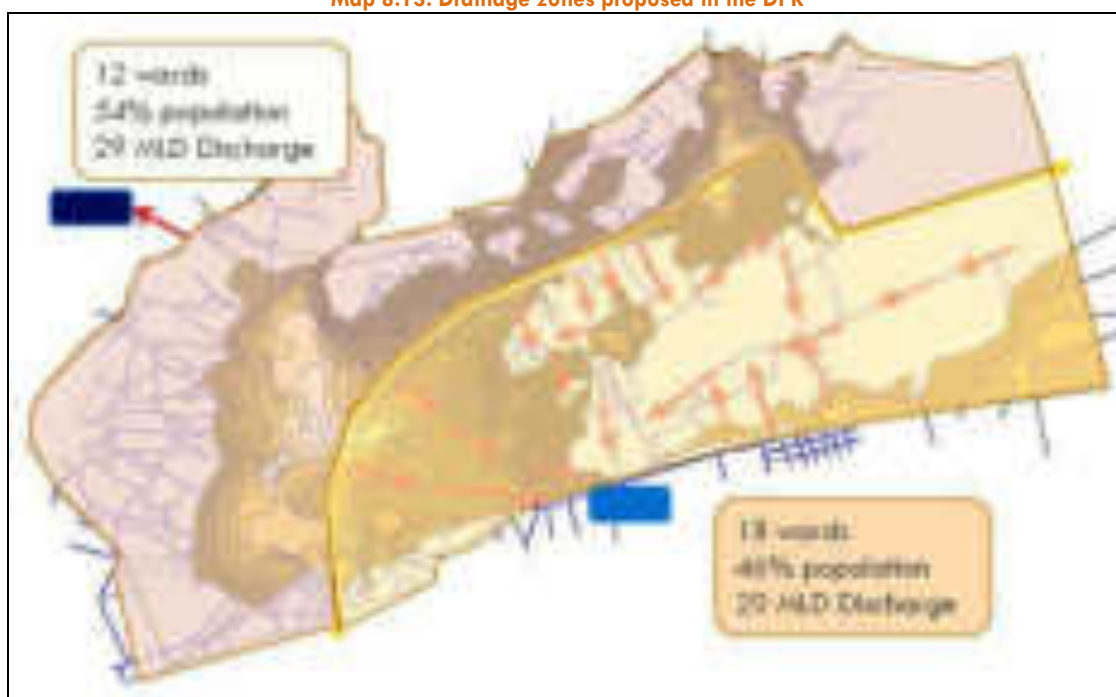 Map 8.13: Drainage zones proposed in the DPR
12 wards
54% population
29 MLD Discharge
18 wards
46% population
20 MLD Discharge